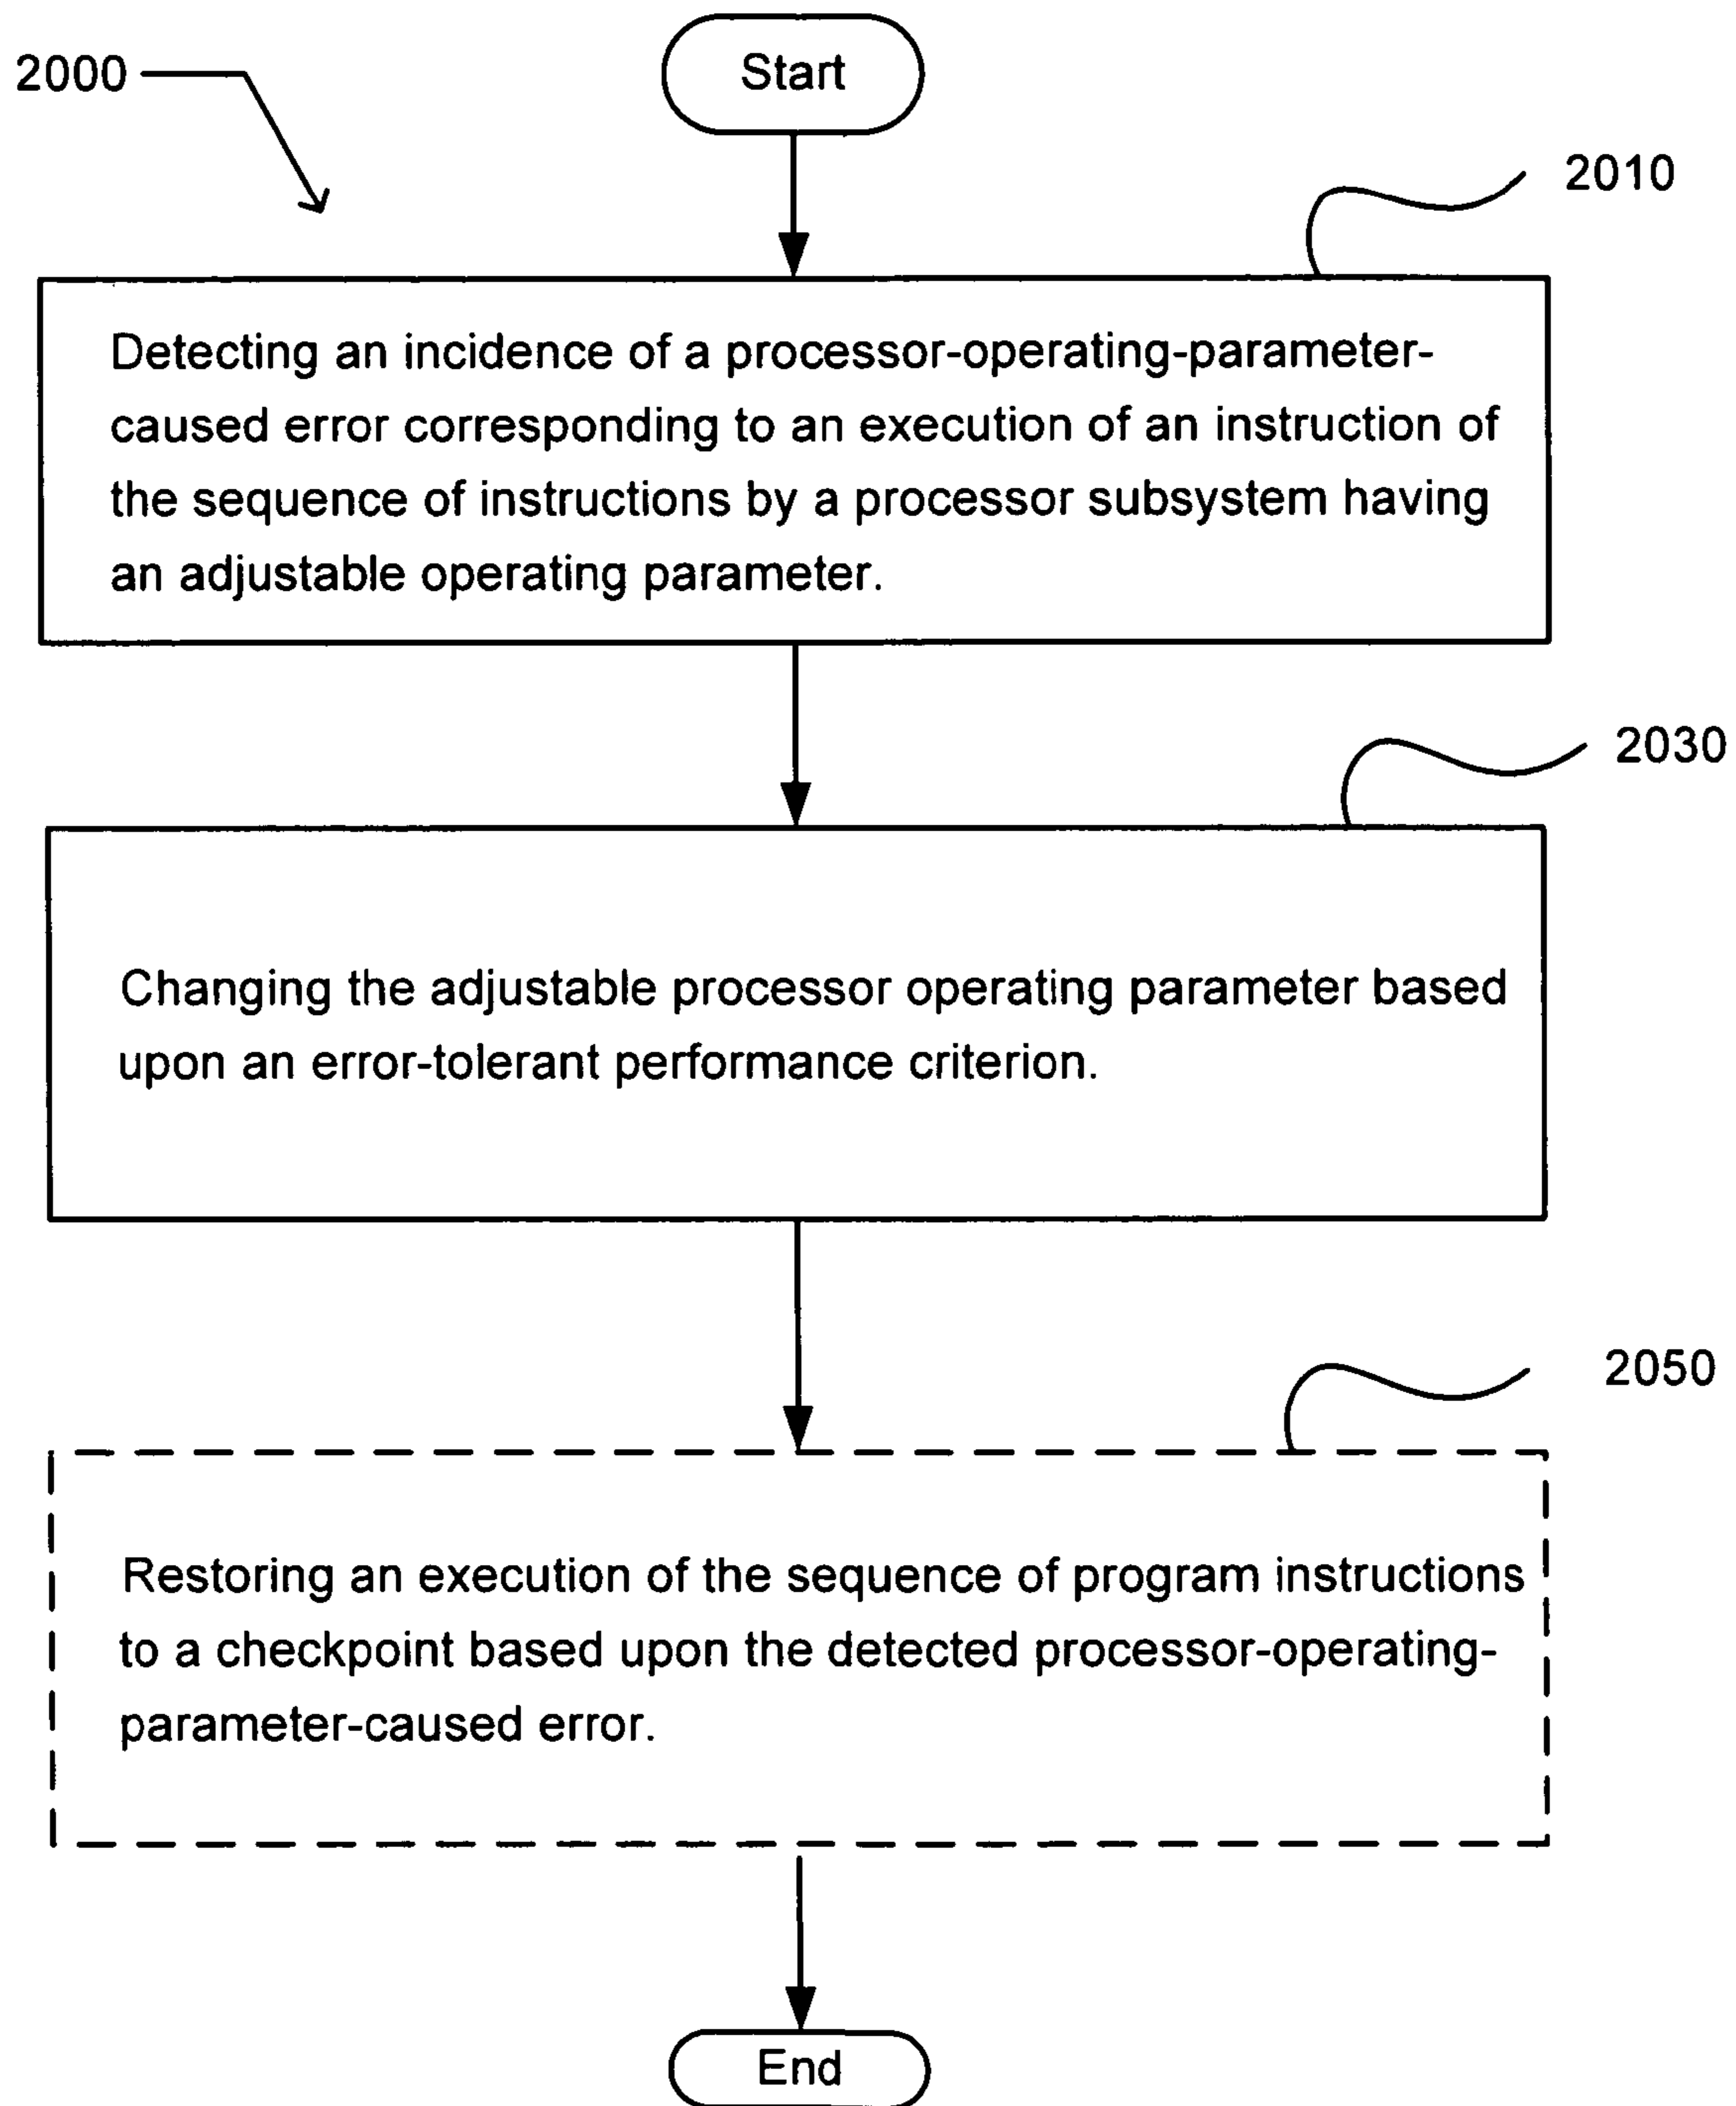 Start
2000
2010
Detecting an incidence of a processor-operating-parameter-
caused error corresponding to an execution of an instruction of
the sequence of instructions by a processor subsystem having
an adjustable operating parameter.
2030
Changing the adjustable processor operating parameter based
upon an error-tolerant performance criterion.
2050
Restoring an execution of the sequence of program instructions
to a checkpoint based upon the detected processor-operating-
parameter-caused error.
End